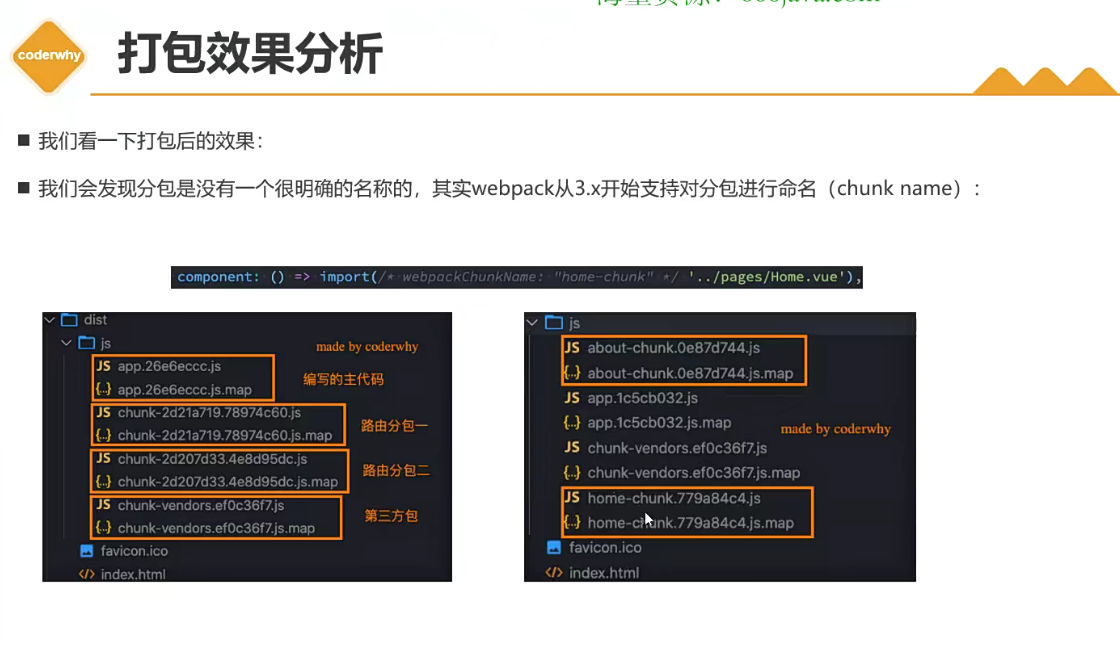 coderwhy
打包效果分析
■ 我们看一下打包后的效果：
■ 我们会发现分包是没有一个很明确的名称的，其实webpack从3.x开始支持对分包进行命名（chunk name）：
component: () => import(/* webpackChunkName: "home-chunk" */ '../pages/Home.vue'),
dist
js
made by coderwhy
JS app.26e6eccc.js
{..} app.26e6eccc.js.map
编写的主代码
JS chunk-2d21a719.78974c60.js
{..} chunk-2d21a719.78974c60.js.map
路由分包一
JS chunk-2d207d33.4e8d95dc.js
{..} chunk-2d207d33.4e8d95dc.js.map
路由分包二
JS chunk-vendors.ef0c36f7.js
{..} chunk-vendors.ef0c36f7.js.map
第三方包
favicon.ico
</> index.html
js
JS about-chunk.0e87d744.js
{..} about-chunk.0e87d744.js.map
JS app.1c5cb032.js
{..} app.1c5cb032.js.map
made by coderwhy
JS chunk-vendors.ef0c36f7.js
{..} chunk-vendors.ef0c36f7.js.map
JS home-chunk.779a84c4.js
{..} home-chunk.779a84c4.js.map
favicon.ico
</> index.html